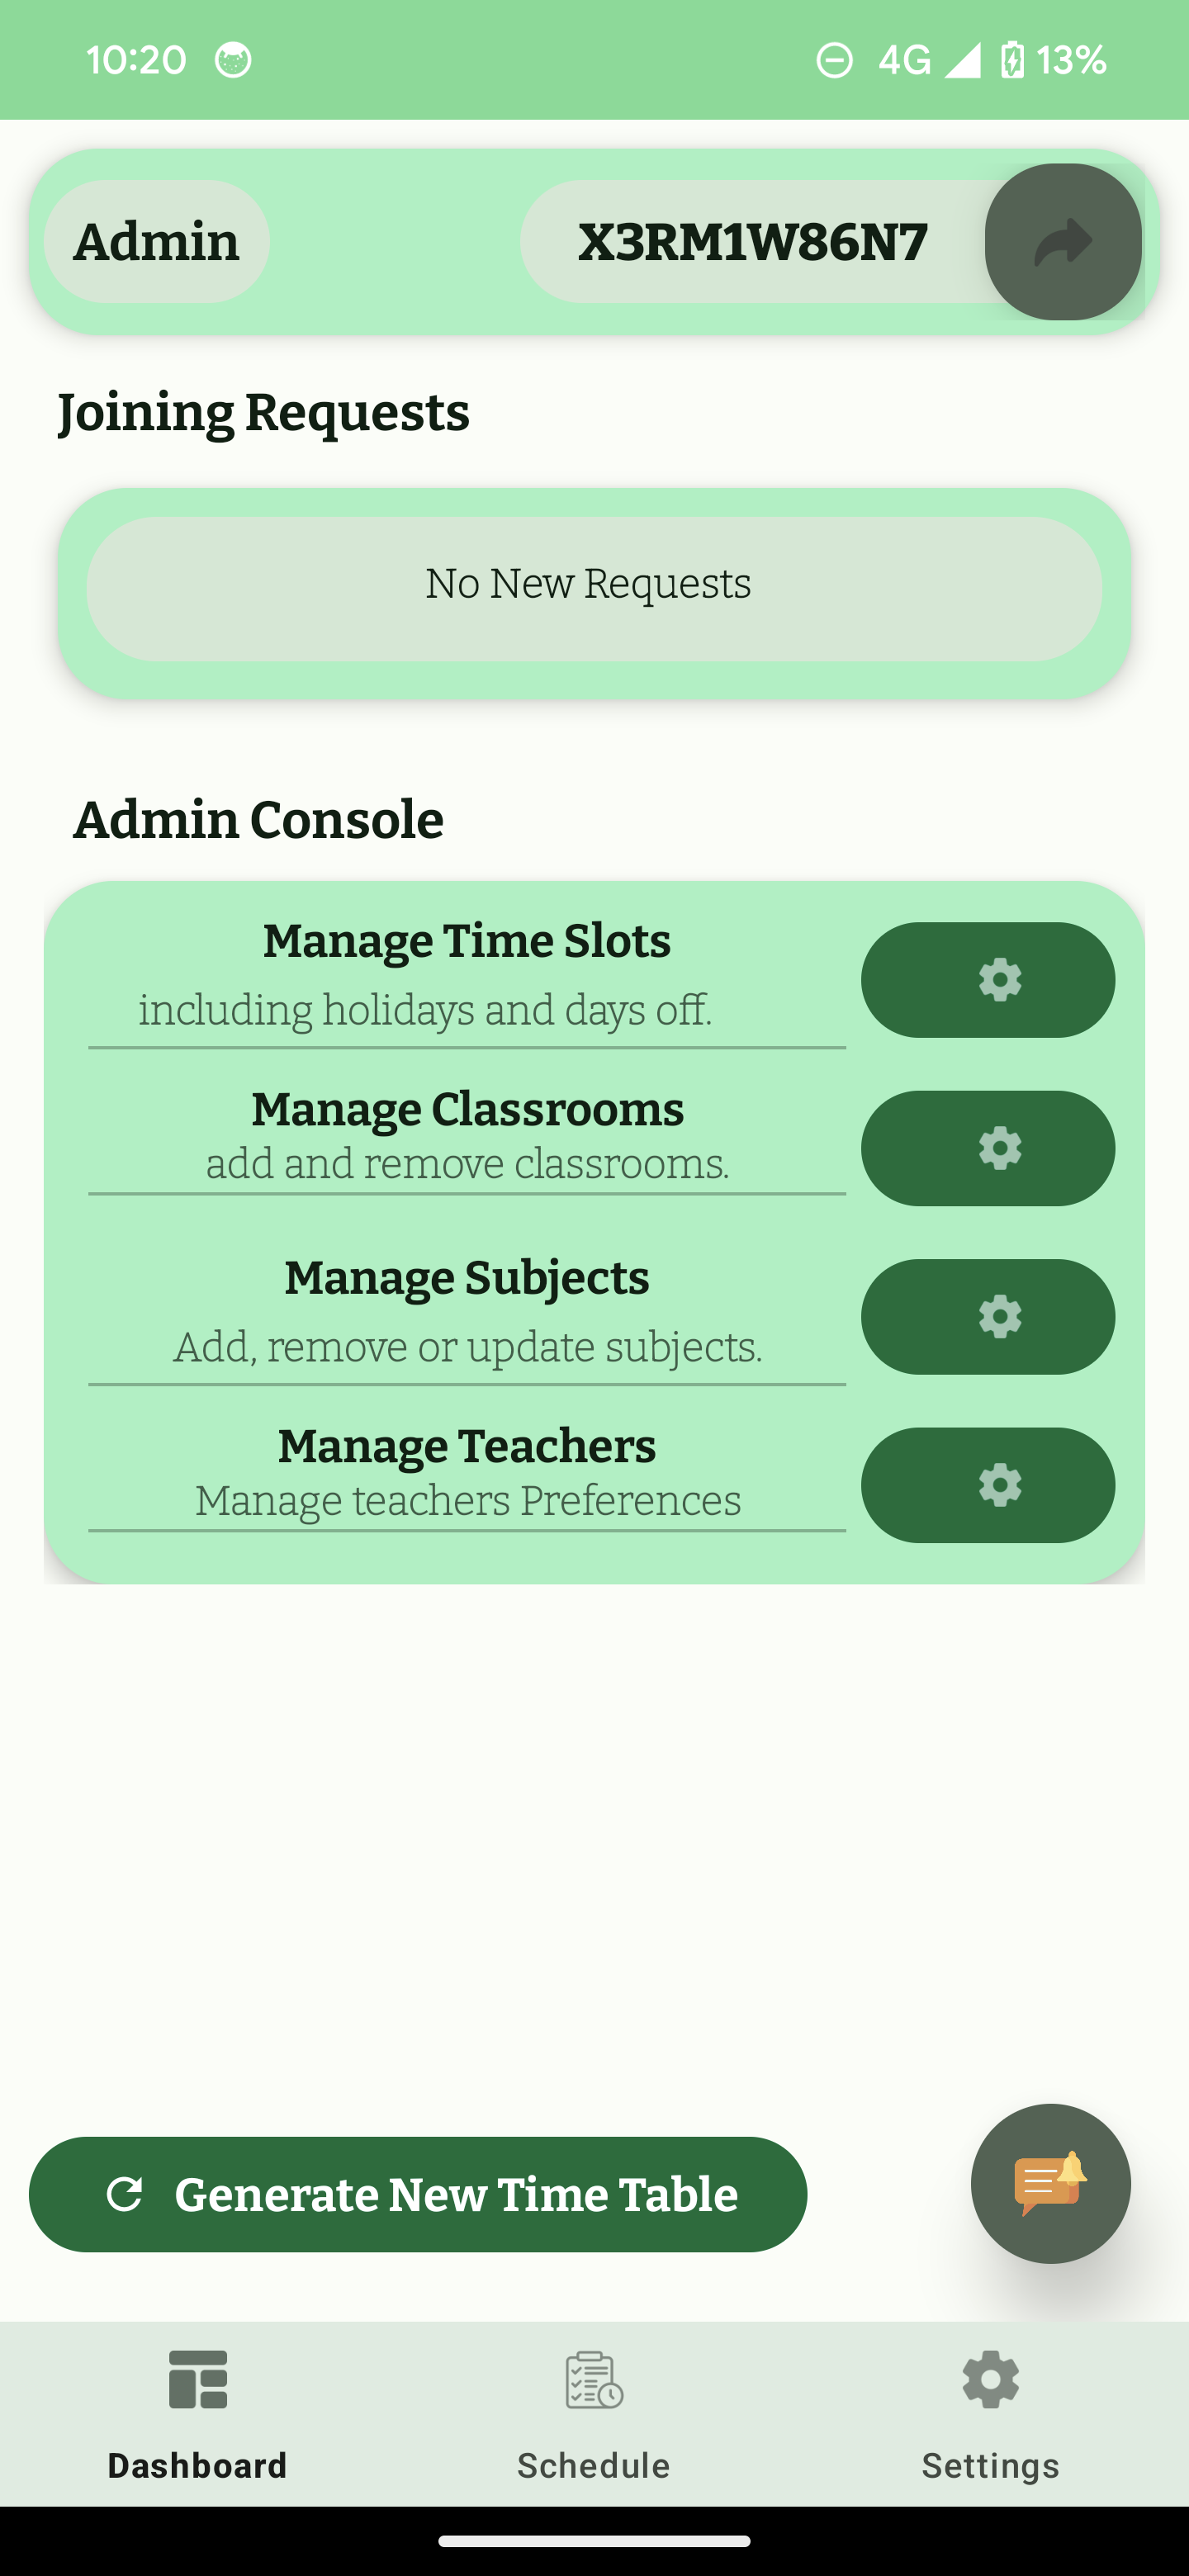 10:20 4G 13%
Admin X3RM1W86N7
Joining Requests
No New Requests
Admin Console
Manage Time Slots
including holidays and days off.
Manage Classrooms
add and remove classrooms.
Manage Subjects
Add, remove or update subjects.
Manage Teachers
Manage teachers Preferences
Generate New Time Table
Dashboard Schedule Settings